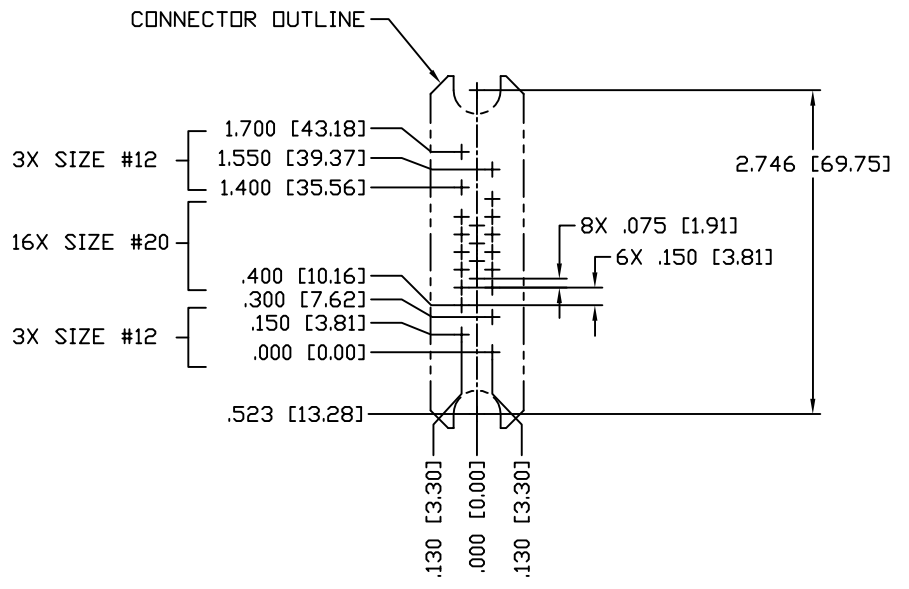 CONNECTOR OUTLINE
1.700 [43.18]
3X SIZE #12
1.550 [39.37]
2.746 [69.75]
1.400 [35.56]
8X .075 [1.91]
16X SIZE #20
6X .150 [3.81]
.400 [10.16]
.300 [7.62]
.150 [3.81]
3X SIZE #12
.000 [0.00]
.523 [13.28]
.130 [3.30]
.000 [0.00]
.130 [3.30]